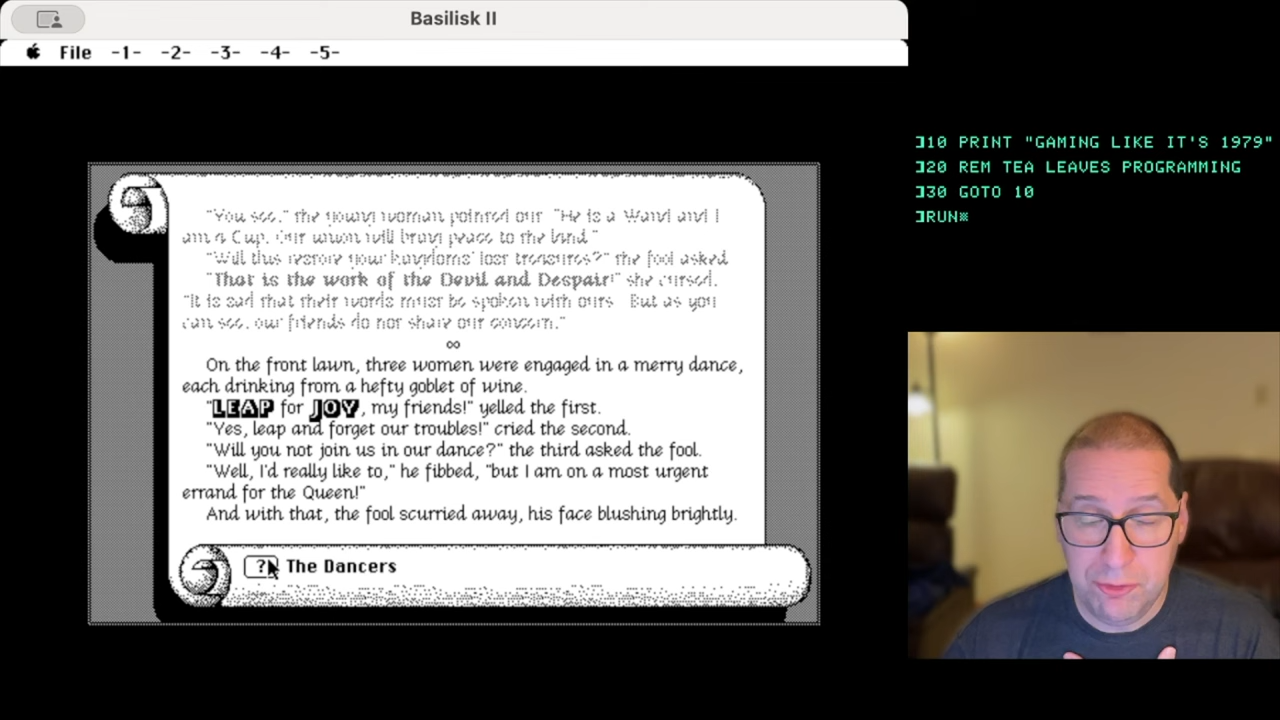 Basilisk II
File -1- -2- -3- -4- -5-
]10 PRINT "GAMING LIKE IT'S 1979"
]20 REM TEA LEAVES PROGRAMMING
]30 GOTO 10
]RUN
"You see," the young woman pointed out. "He is a Wand and I
am a Cup. Our union will bring peace to the land."
"Will this restore your kingdoms' lost treasures?" the fool asked.
"That is the work of the Devil and Despair!" she cursed.
"It is sad that their words must be spoken with ours. But as you
can see, our friends do not share our concern."
∞
On the front lawn, three women were engaged in a merry dance,
each drinking from a hefty goblet of wine.
"LEAP for JOY, my friends!" yelled the first.
"Yes, leap and forget our troubles!" cried the second.
"Will you not join us in our dance?" the third asked the fool.
"Well, I'd really like to," he fibbed, "but I am on a most urgent
errand for the Queen!"
And with that, the fool scurried away, his face blushing brightly.
? The Dancers